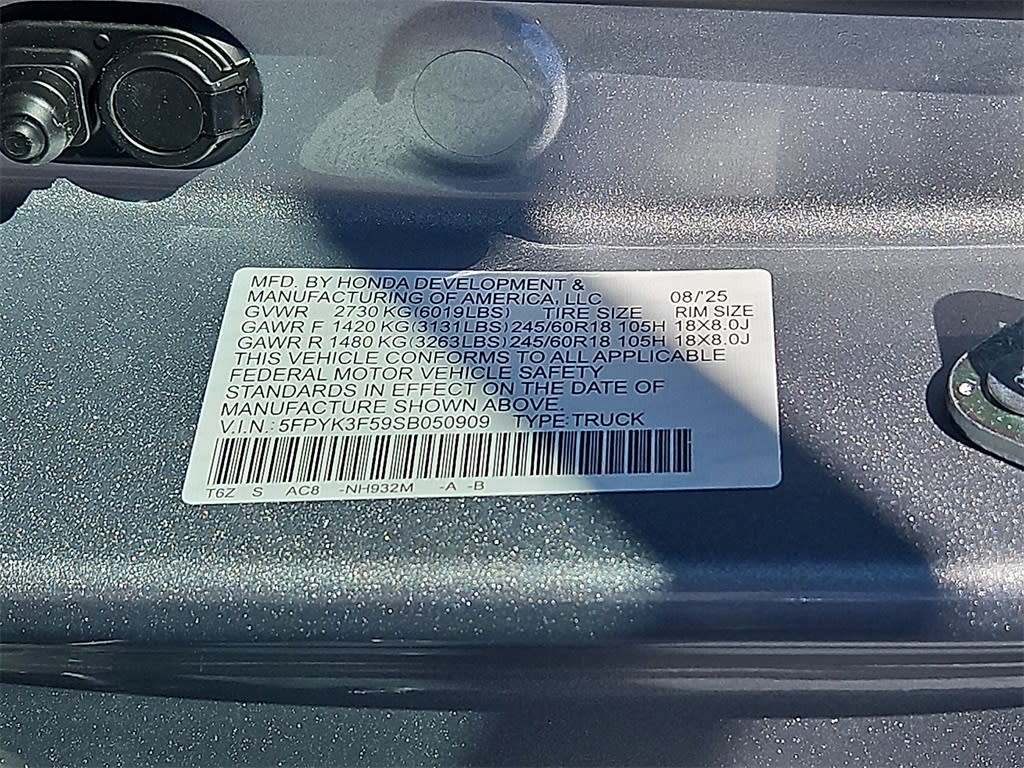 MFD. BY HONDA DEVELOPMENT &
MANUFACTURING OF AMERICA, LLC 08/'25
GVWR 2730 KG(6019LBS) TIRE SIZE RIM SIZE
GAWR F 1420 KG(3131LBS) 245/60R18 105H 18X8.0J
GAWR R 1480 KG(3263LBS) 245/60R18 105H 18X8.0J
THIS VEHICLE CONFORMS TO ALL APPLICABLE
FEDERAL MOTOR VEHICLE SAFETY
STANDARDS IN EFFECT ON THE DATE OF
MANUFACTURE SHOWN ABOVE.
V.I.N.: 5FPYK3F59SB050909 TYPE: TRUCK
T6Z S AC8 -NH932M -A -B